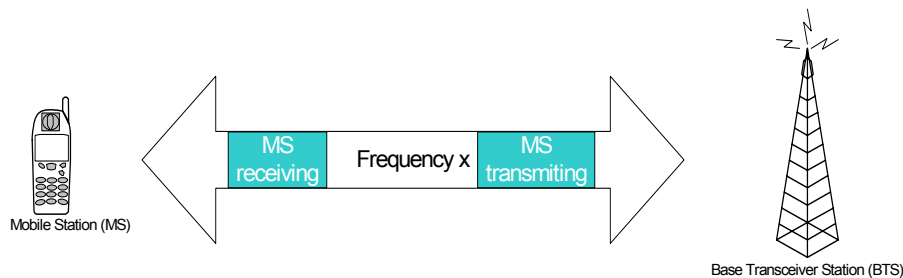 MS
receiving
Frequency x
MS
transmiting
Mobile Station (MS)
Base Transceiver Station (BTS)